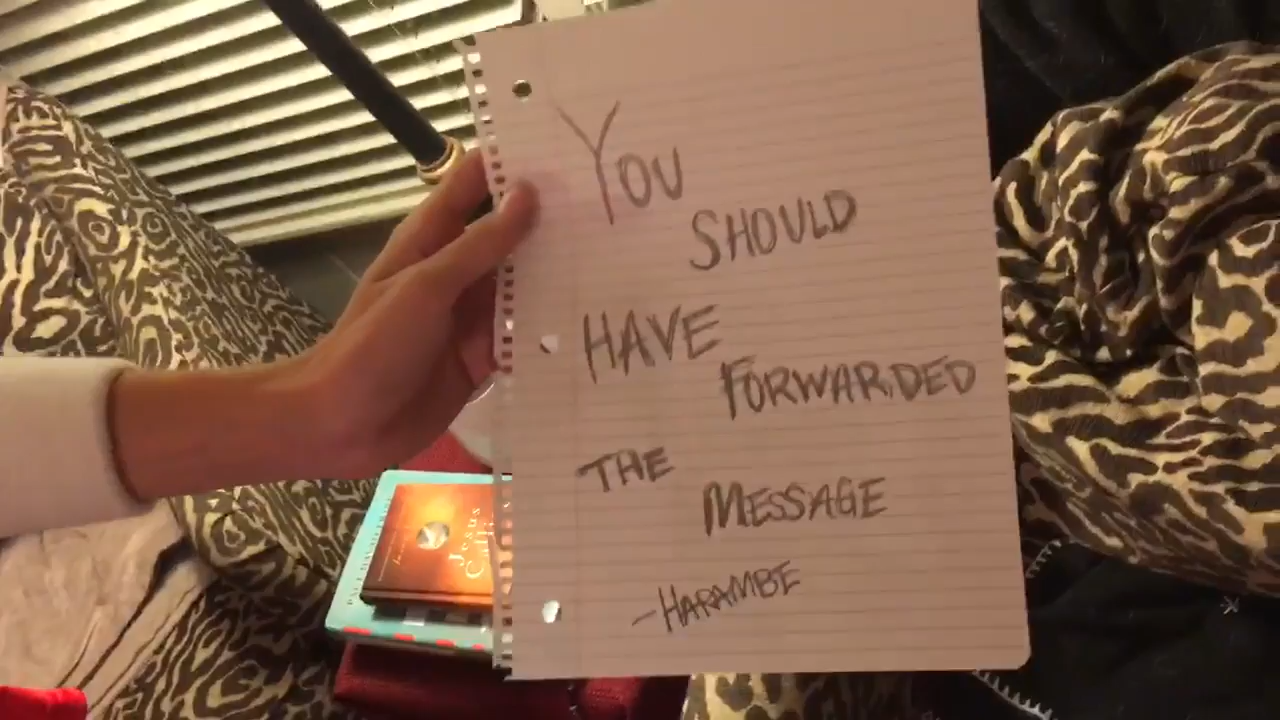 YOU
SHOULD
HAVE
FORWARDED
THE
MESSAGE
-HARAMBE
Jesus